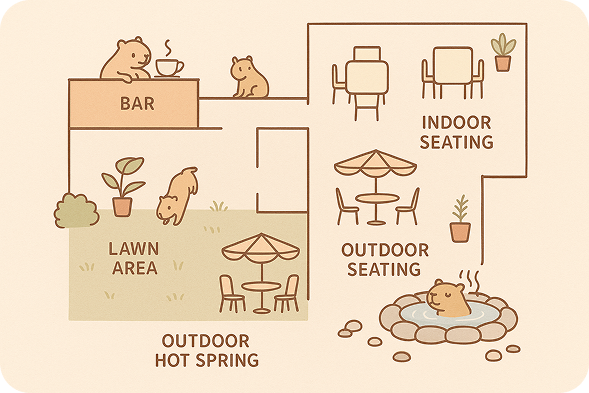 BAR
INDOOR
SEATING
LAWN
AREA
OUTDOOR
SEATING
OUTDOOR
HOT SPRING